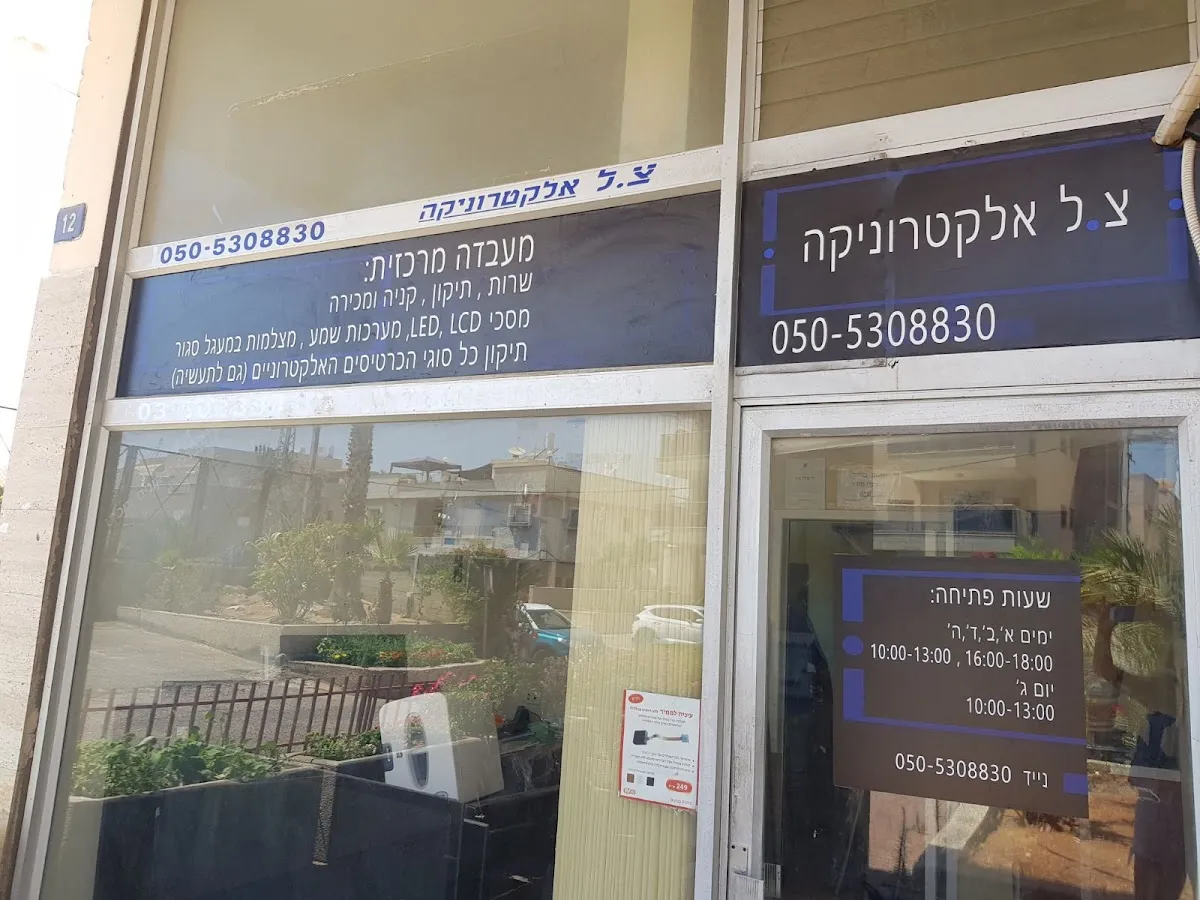 12
צ.ל אלקטרוניקה
050-5308830
מעבדה מרכזית:
שרות , תיקון , קניה ומכירה
מסכי LED, LCD, מערכות שמע , מצלמות במעגל סגור
תיקון כל סוגי הכרטיסים האלקטרוניים (גם לתעשיה)
צ.ל אלקטרוניקה
050-5308830
שעות פתיחה:
ימים א',ב',ד',ה'
10:00-13:00 , 16:00-18:00
יום ג'
10:00-13:00
נייד 050-5308830
249